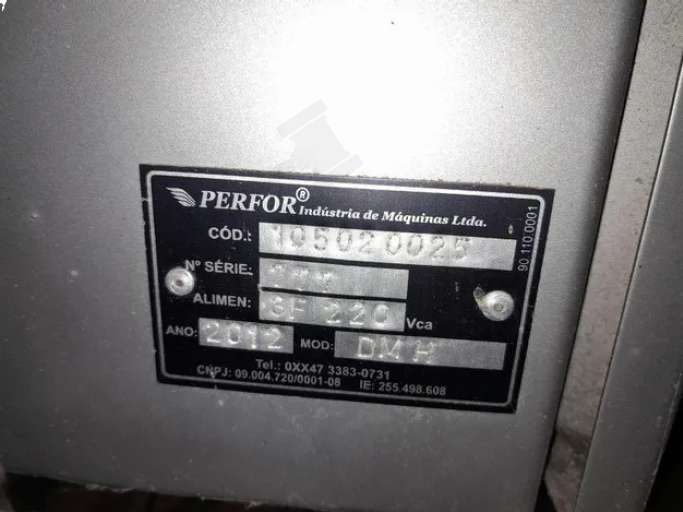 PERFOR® Indústria de Máquinas Ltda.
CÓD.: 105020025
Nº SÉRIE:
ALIMEN: 3F 220 Vca
ANO: 2012 MOD: DMH
Tel.: 0XX47 3383-0731
CNPJ: 09.004.720/0001-08 IE: 255.498.608
90.110.0001